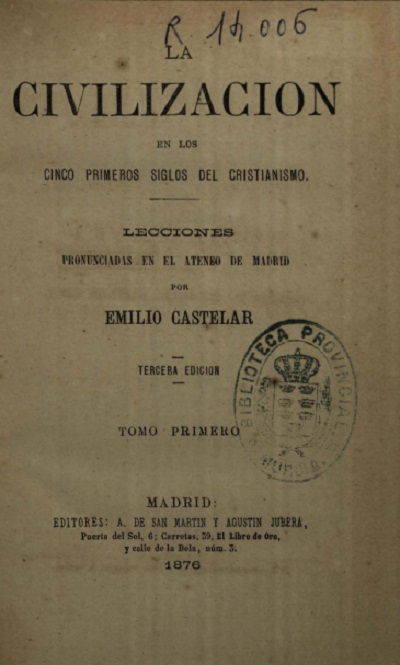 R. 14.006
LA
CIVILIZACION
EN LOS
CINCO PRIMEROS SIGLOS DEL CRISTIANISMO.
LECCIONES
PRONUNCIADAS EN EL ATENEO DE MADRID
POR
EMILIO CASTELAR
TERCERA EDICION
TOMO PRIMERO
BIBLIOTECA PROVINCIAL
MURCIA
MADRID:
EDITORES: A. DE SAN MARTIN Y AGUSTIN JUBERA,
Puerta del Sol, 6; Carretas, 39, El Libro de Oro,
y calle de la Bola, núm. 3.
1876